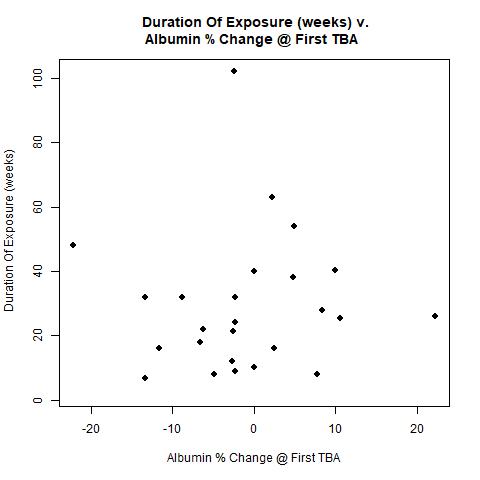 Duration Of Exposure (weeks) v.
Albumin % Change @ First TBA
Duration Of Exposure (weeks)
100
80
60
40
20
0
-20 -10 0 10 20
Albumin % Change @ First TBA